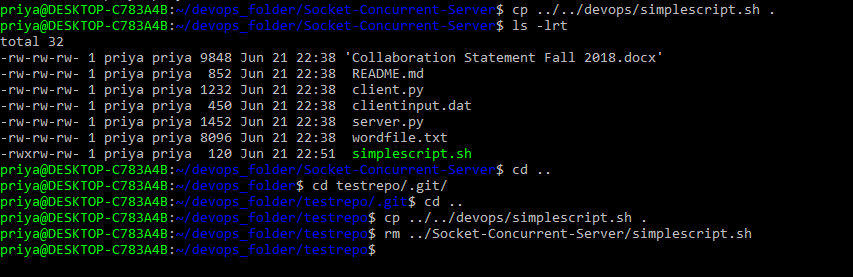 priya@DESKTOP-C783A4B:~/devops_folder/Socket-Concurrent-Server$ cp ../../devops/simplescript.sh .
priya@DESKTOP-C783A4B:~/devops_folder/Socket-Concurrent-Server$ ls -lrt
total 32
-rw-rw-rw- 1 priya priya 9848 Jun 21 22:38 'Collaboration Statement Fall 2018.docx'
-rw-rw-rw- 1 priya priya  852 Jun 21 22:38 README.md
-rw-rw-rw- 1 priya priya 1232 Jun 21 22:38 client.py
-rw-rw-rw- 1 priya priya  450 Jun 21 22:38 clientinput.dat
-rw-rw-rw- 1 priya priya 1452 Jun 21 22:38 server.py
-rw-rw-rw- 1 priya priya 8096 Jun 21 22:38 wordfile.txt
-rwxrw-rw- 1 priya priya  120 Jun 21 22:51 simplescript.sh
priya@DESKTOP-C783A4B:~/devops_folder/Socket-Concurrent-Server$ cd ..
priya@DESKTOP-C783A4B:~/devops_folder$ cd testrepo/.git/
priya@DESKTOP-C783A4B:~/devops_folder/testrepo/.git$ cd ..
priya@DESKTOP-C783A4B:~/devops_folder/testrepo$ cp ../../devops/simplescript.sh .
priya@DESKTOP-C783A4B:~/devops_folder/testrepo$ rm ../Socket-Concurrent-Server/simplescript.sh
priya@DESKTOP-C783A4B:~/devops_folder/testrepo$